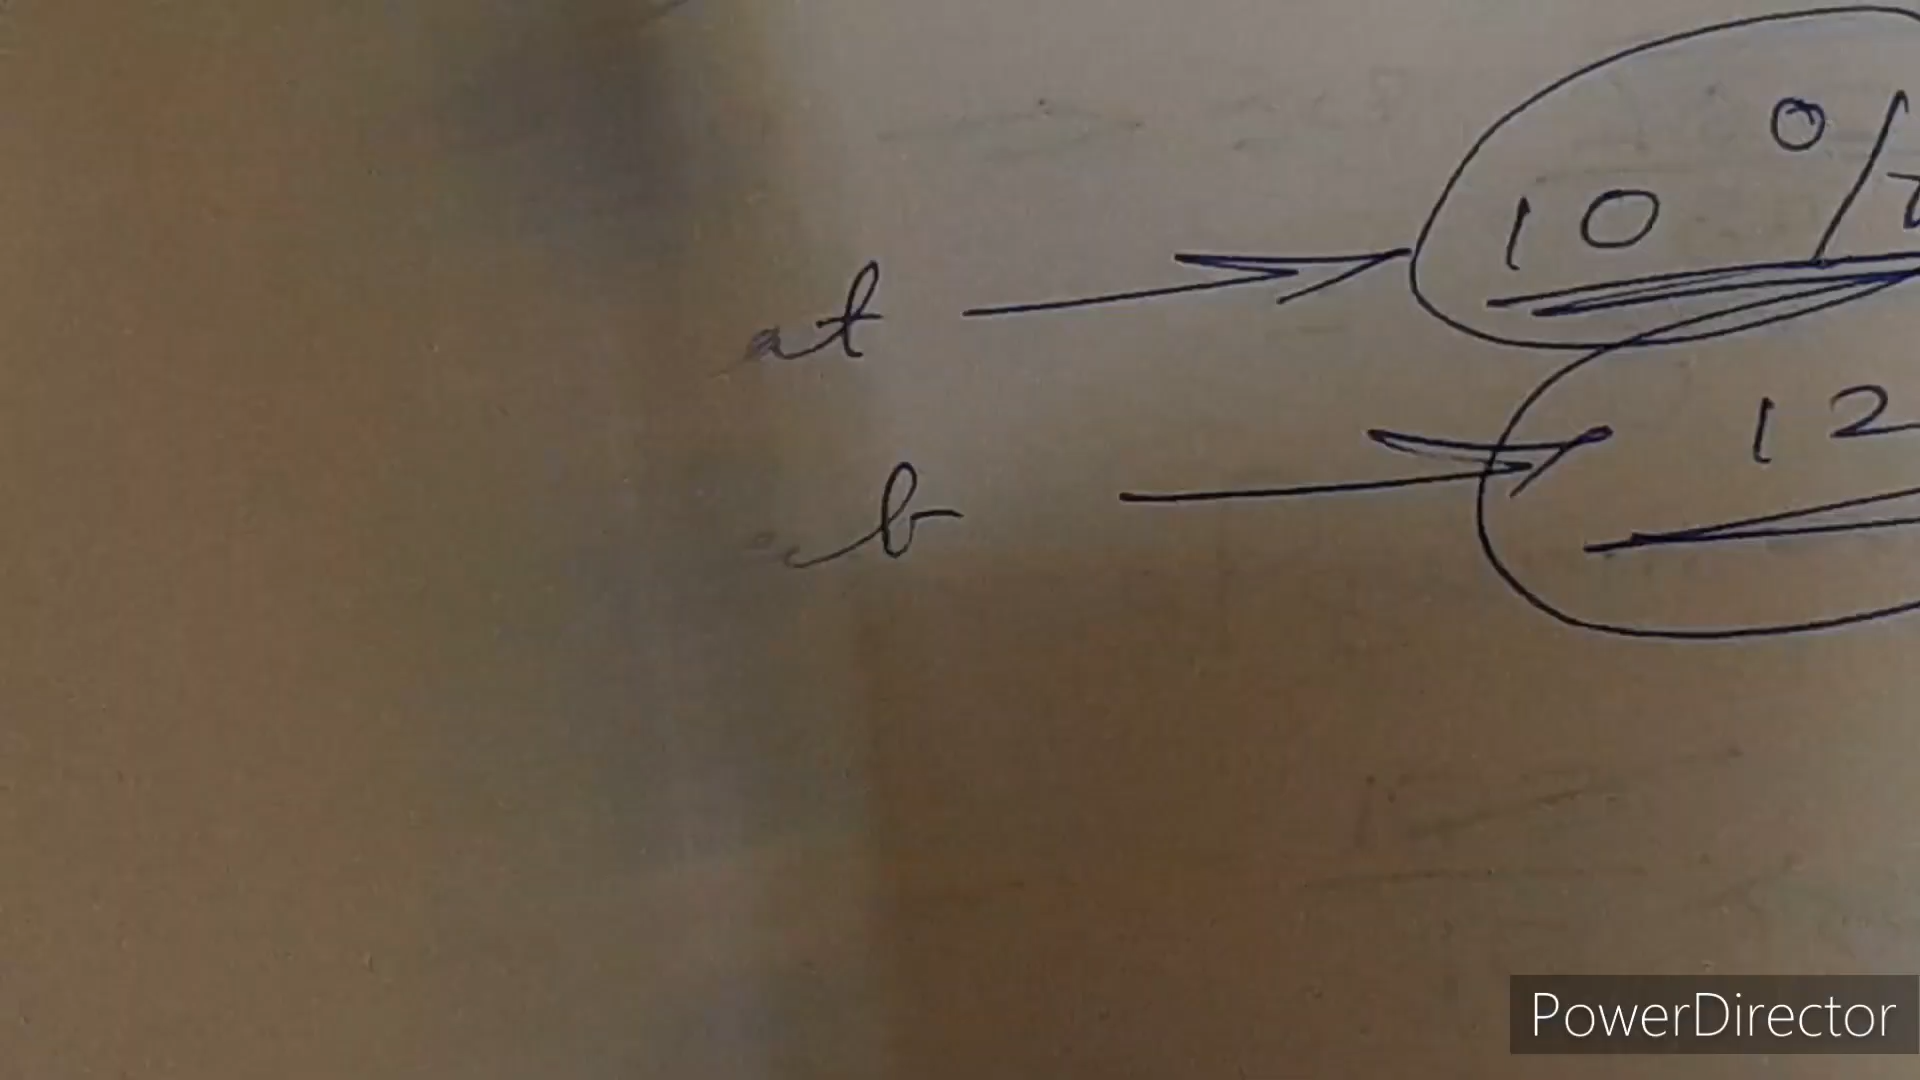 at → 10 %
b → 12
PowerDirector